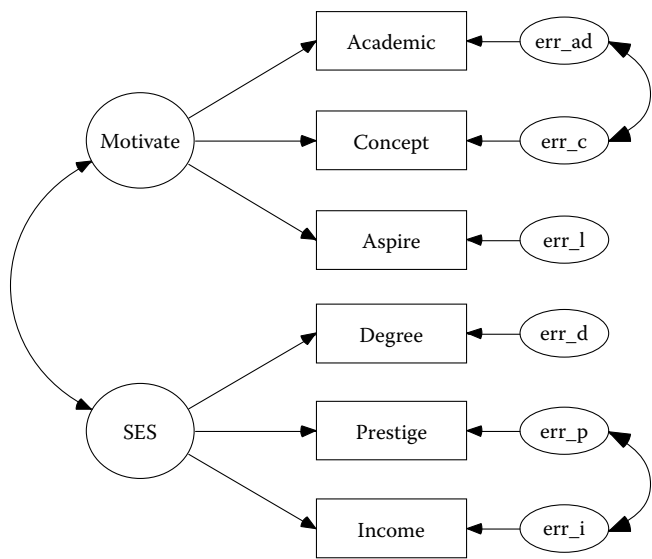 Academic
err_ad
Motivate
Concept
err_c
Aspire
err_l
Degree
err_d
SES
Prestige
err_p
Income
err_i